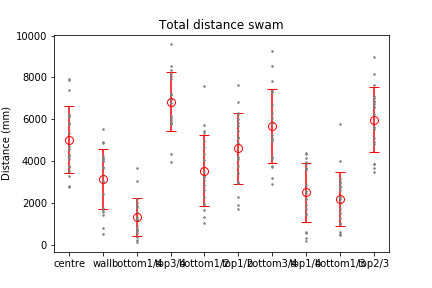 Total distance swam
10000
8000
6000
4000
2000
0
Distance (mm)
centre wall bottom1/4 top3/4 bottom1/2 top1/2 bottom3/4 top1/4 bottom1/3 top2/3